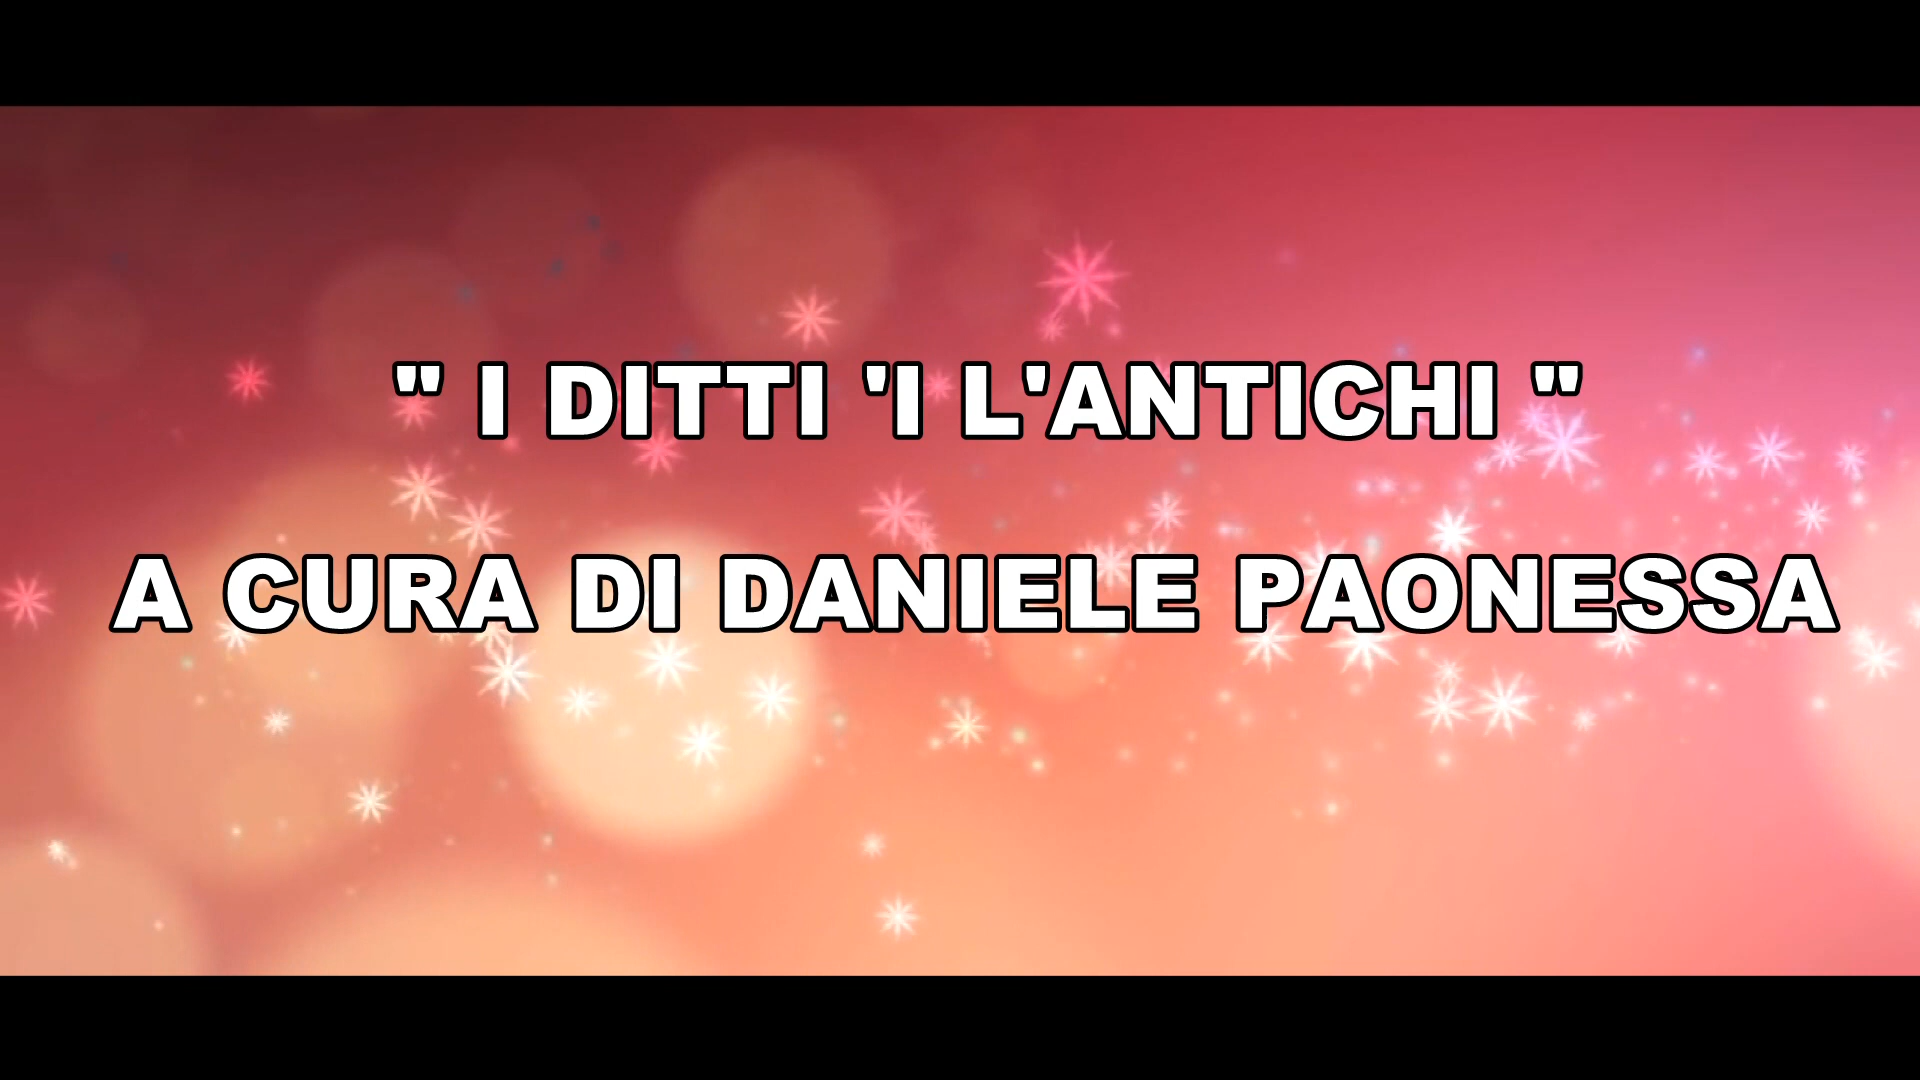 " I DITTI 'I L'ANTICHI "
A CURA DI DANIELE PAONESSA